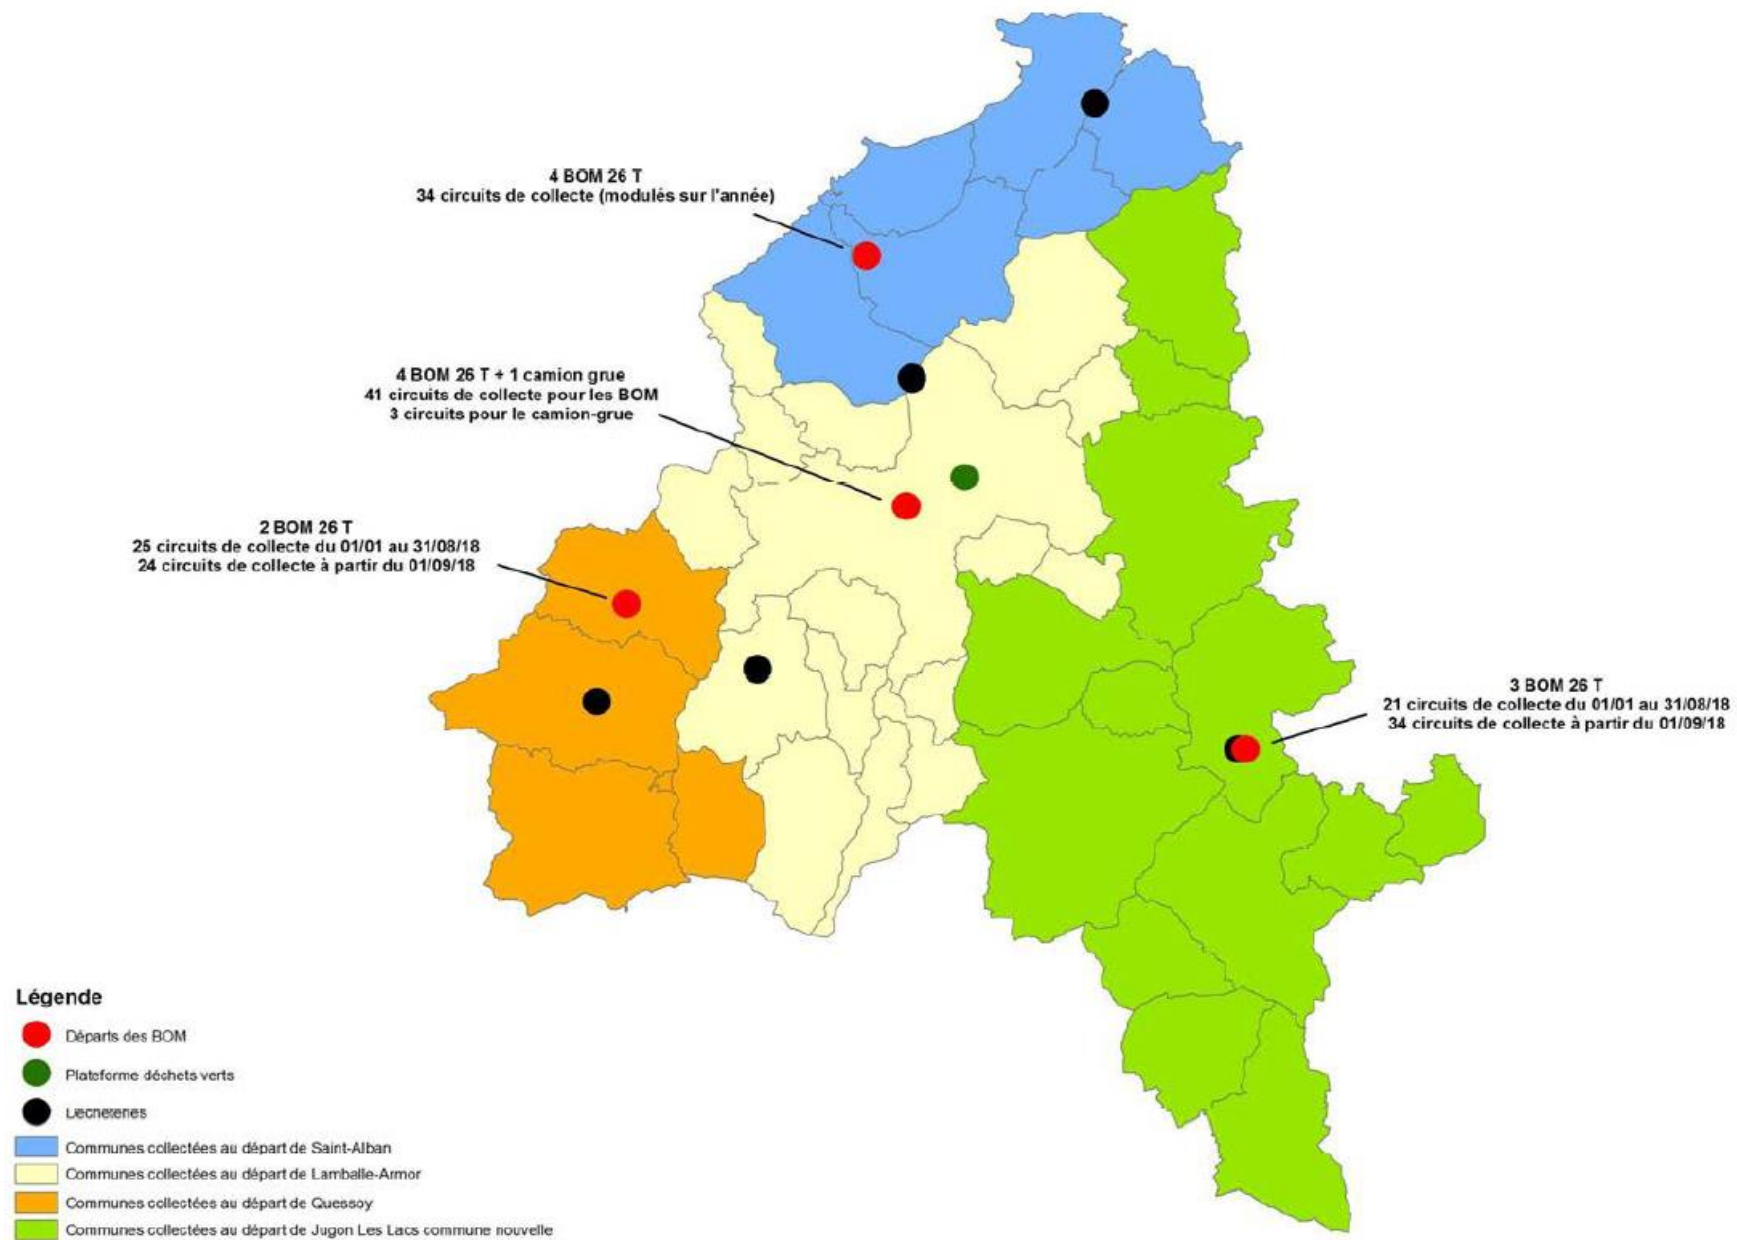 4 BOM 26 T
34 circuits de collecte (modulés sur l'année)
4 BOM 26 T + 1 camion grue
41 circuits de collecte pour les BOM
3 circuits pour le camion-grue
2 BOM 26 T
25 circuits de collecte du 01/01 au 31/08/18
24 circuits de collecte à partir du 01/09/18
3 BOM 26 T
21 circuits de collecte du 01/01 au 31/08/18
34 circuits de collecte à partir du 01/09/18
Légende
Départs des BOM
Plateforme déchets verts
Déchèteries
Communes collectées au départ de Saint-Alban
Communes collectées au départ de Lamballe-Armor
Communes collectées au départ de Quessoy
Communes collectées au départ de Jugon Les Lacs commune nouvelle